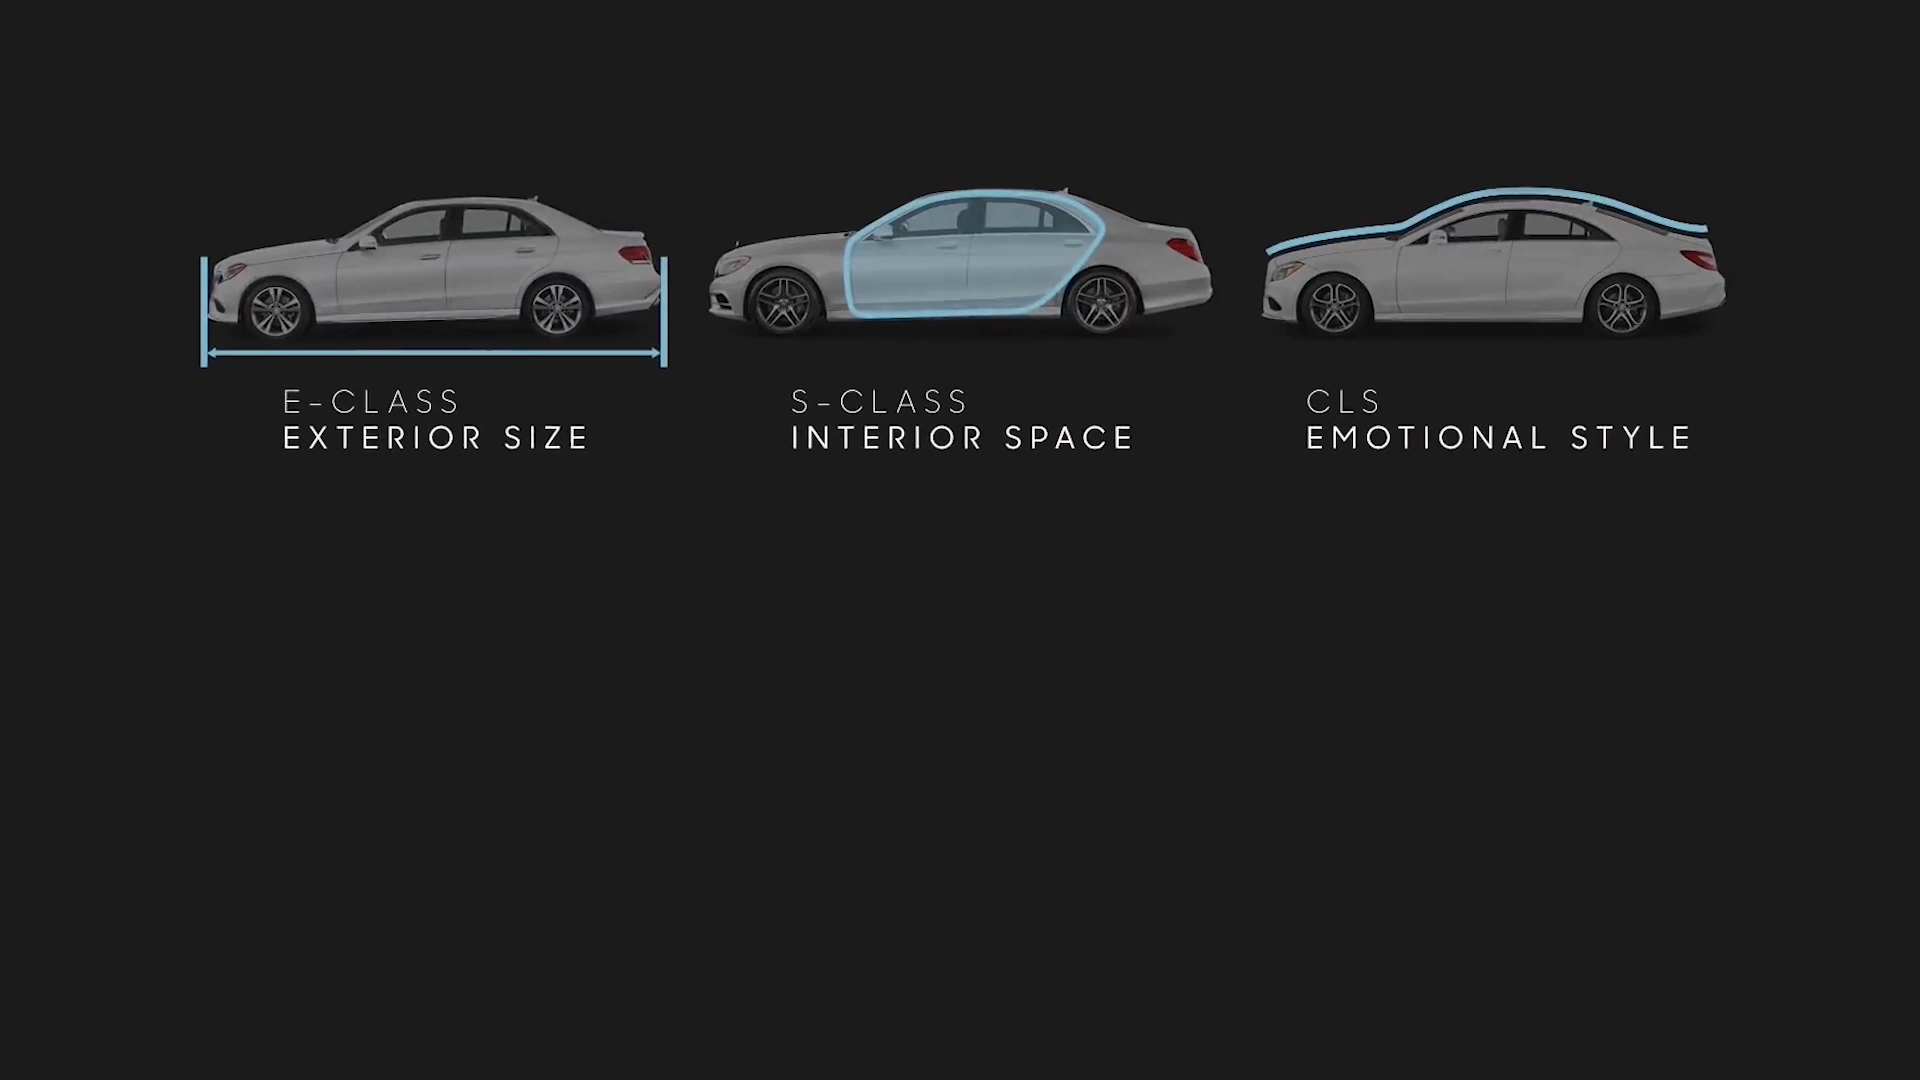 E-CLASS
EXTERIOR SIZE
S-CLASS
INTERIOR SPACE
CLS
EMOTIONAL STYLE